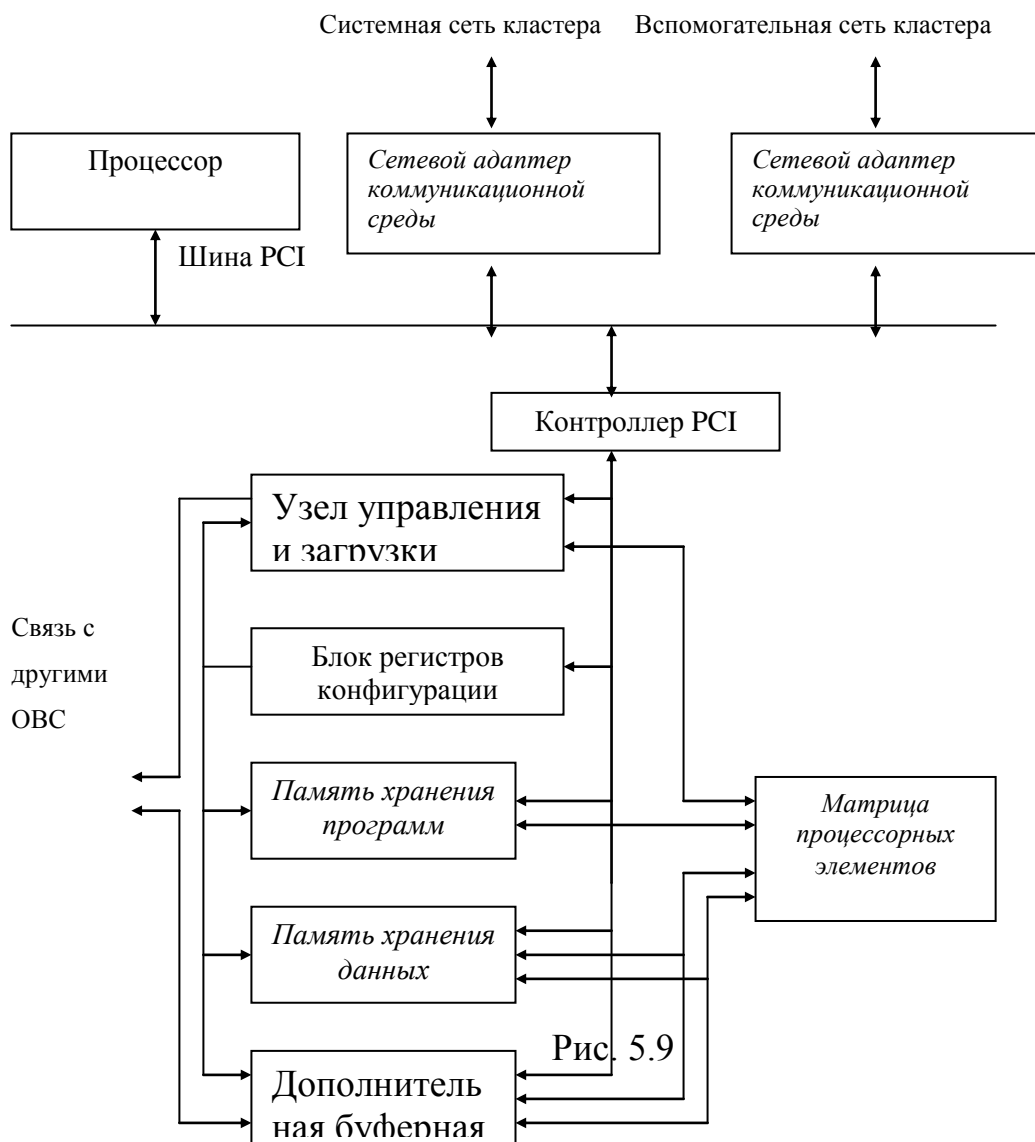 Системная сеть кластера Вспомогательная сеть кластера
Процессор
Сетевой адаптер
коммуникационной
среды
Сетевой адаптер
коммуникационной
среды
Шина PCI
Контроллер PCI
Узел управления
и загрузки
Связь с
другими
ОВС
Блок регистров
конфигурации
Память хранения
программ
Матрица
процессорных
элементов
Память хранения
данных
Рис. 5.9
Дополнитель
ная буферная